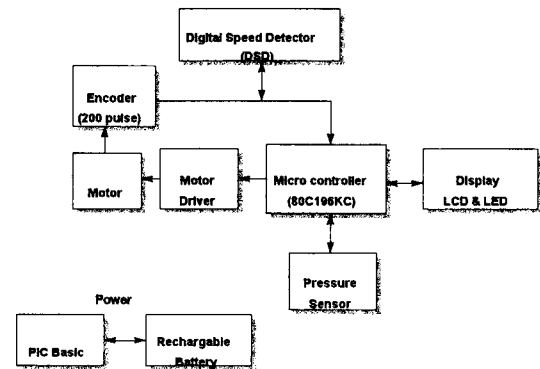 Digital Speed Detector
(DSD)
Encoder
(200 pulse)
Motor
Motor
Driver
Micro controller
(80C196KC)
Display
LCD & LED
Pressure
Sensor
Power
PIC Basic
Rechargable
Battery